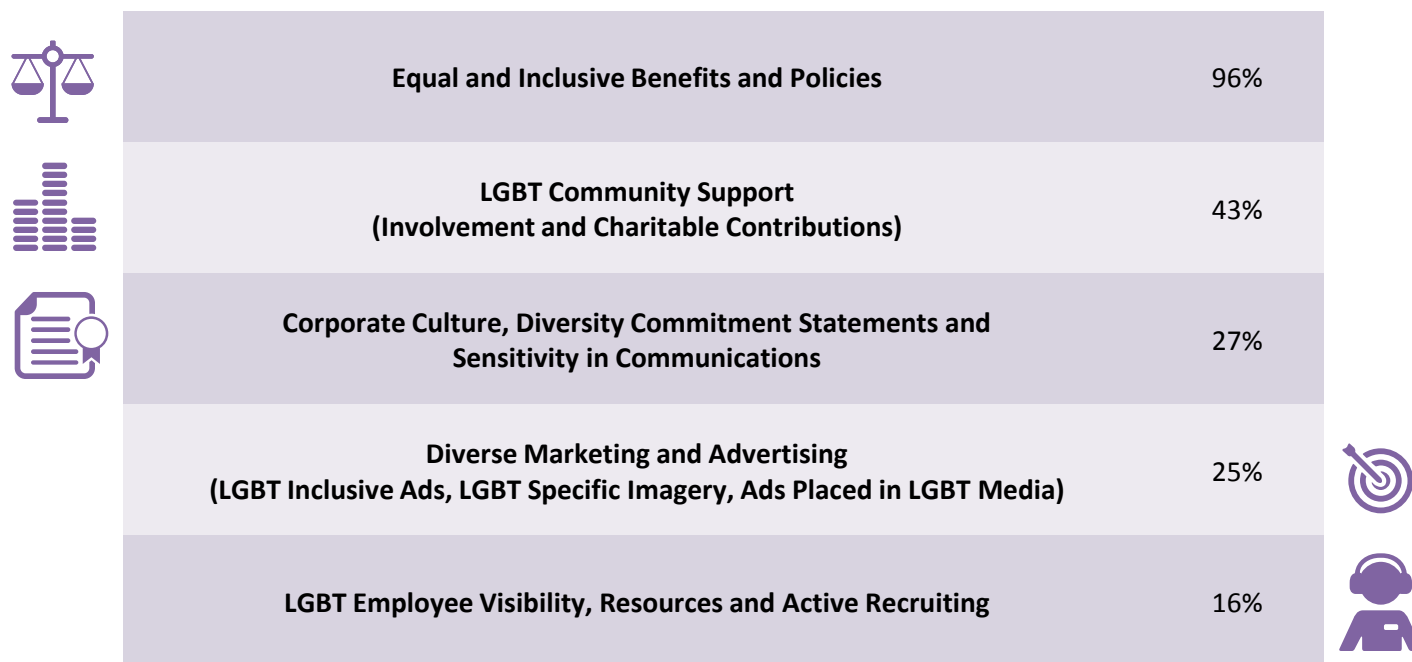 Equal and Inclusive Benefits and Policies 96%
LGBT Community Support
(Involvement and Charitable Contributions) 43%
Corporate Culture, Diversity Commitment Statements and
Sensitivity in Communications 27%
Diverse Marketing and Advertising
(LGBT Inclusive Ads, LGBT Specific Imagery, Ads Placed in LGBT Media) 25%
LGBT Employee Visibility, Resources and Active Recruiting 16%